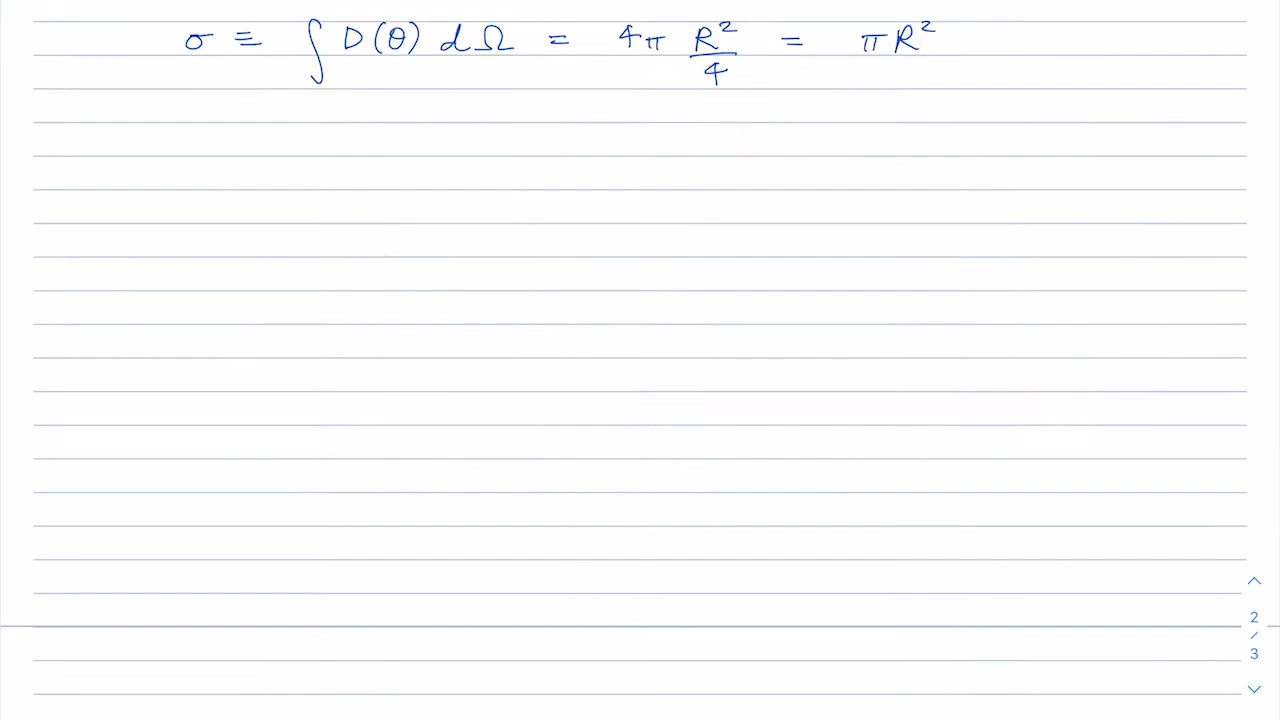 σ ≡ ∫ D(θ) dΩ = 4π R²/4 = πR²
2
/
3